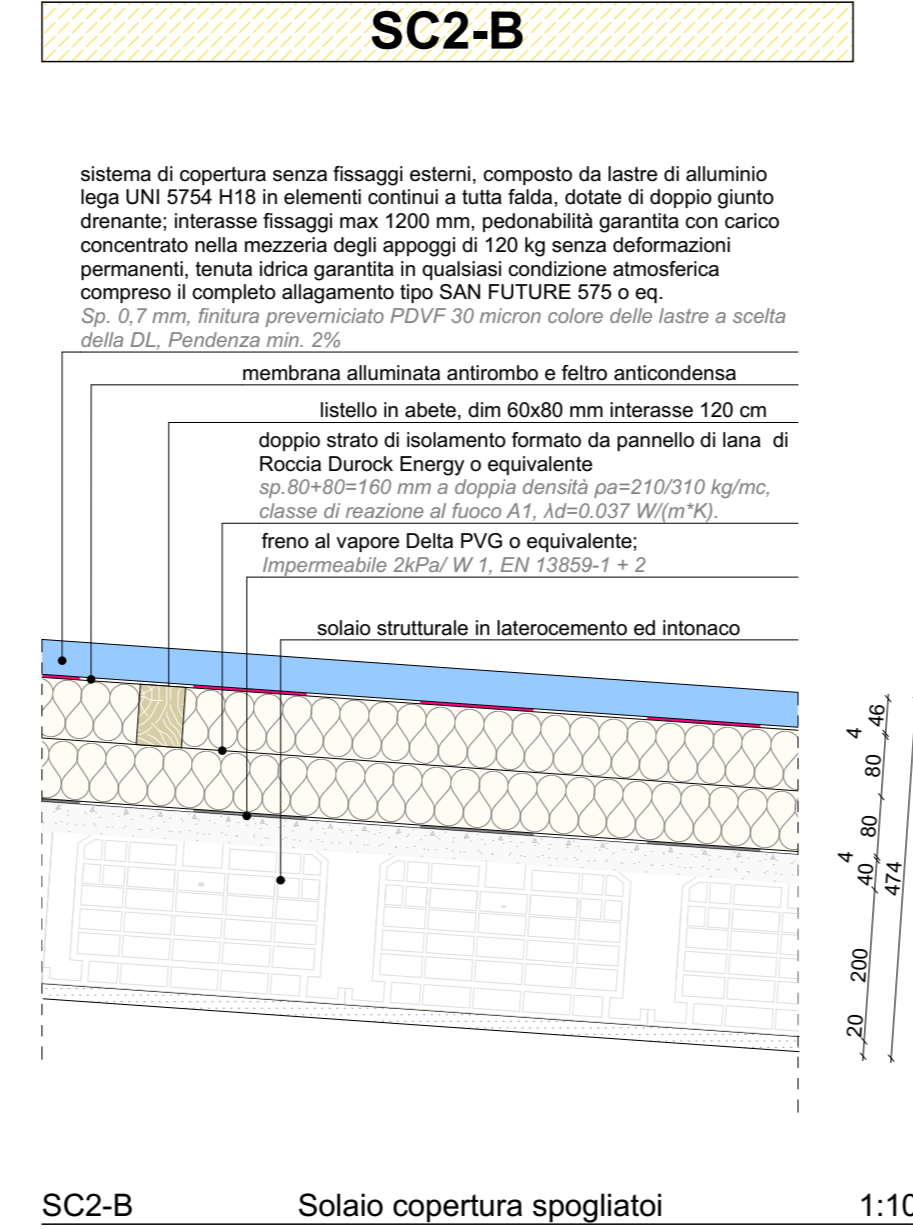 SC2-B
sistema di copertura senza fissaggi esterni, composto da lastre di alluminio
lega UNI 5754 H18 in elementi continui a tutta falda, dotate di doppio giunto
drenante; interasse fissaggi max 1200 mm, pedonabilità garantita con carico
concentrato nella mezzeria degli appoggi di 120 kg senza deformazioni
permanenti, tenuta idrica garantita in qualsiasi condizione atmosferica
compreso il completo allagamento tipo SAN FUTURE 575 o eq.
Sp. 0,7 mm, finitura preverniciato PDVF 30 micron colore delle lastre a scelta
della DL, Pendenza min. 2%
membrana alluminata antirombo e feltro anticondensa
listello in abete, dim 60x80 mm interasse 120 cm
doppio strato di isolamento formato da pannello di lana di
Roccia Durock Energy o equivalente
sp.80+80=160 mm a doppia densità ρa=210/310 kg/mc,
classe di reazione al fuoco A1, λd=0.037 W/(m*K).
freno al vapore Delta PVG o equivalente;
Impermeabile 2kPa/ W 1, EN 13859-1 + 2
solaio strutturale in laterocemento ed intonaco
46
4
80
80
4
40
474
200
20
SC2-B Solaio copertura spogliatoi 1:10